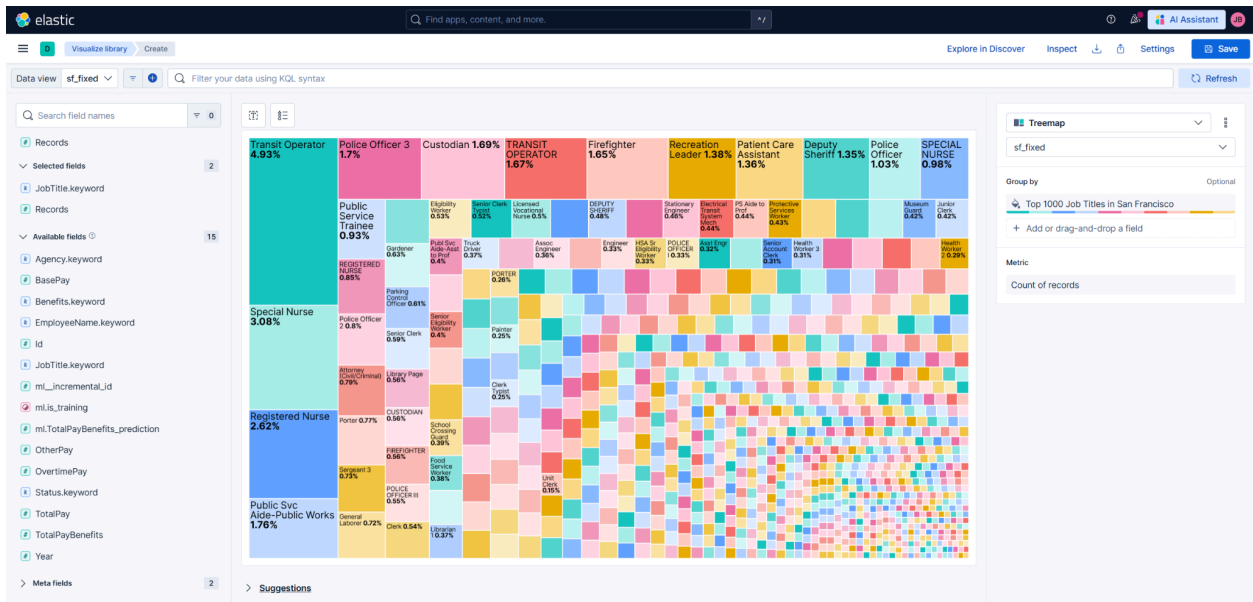 elastic
Find apps, content, and more.
^/
AI Assistant
JB
D
Visualize library
Create
Explore in Discover
Inspect
Settings
Save
Data view
sf_fixed
Filter your data using KQL syntax
Refresh
Search field names
0
Records
Selected fields
2
JobTitle.keyword
Records
Available fields
15
Agency.keyword
BasePay
Benefits.keyword
EmployeeName.keyword
Id
JobTitle.keyword
ml__incremental_id
ml.is_training
ml.TotalPayBenefits_prediction
OtherPay
OvertimePay
Status.keyword
TotalPay
TotalPayBenefits
Year
Meta fields
2
Transit Operator
4.93%
Special Nurse
3.08%
Registered Nurse
2.62%
Public Svc
Aide-Public Works
1.76%
Police Officer 3
1.7%
Custodian 1.69%
TRANSIT
OPERATOR
1.67%
Firefighter
1.65%
Recreation
Leader 1.38%
Patient Care
Assistant
1.36%
Deputy
Sheriff 1.35%
Police
Officer
1.03%
SPECIAL
NURSE
0.98%
Public
Service
Trainee
0.93%
REGISTERED
NURSE
0.85%
Police Officer
2 0.8%
Attorney
(Civil/Criminal)
0.79%
Porter 0.77%
Sergeant 3
0.73%
General
Laborer 0.72%
Gardener
0.63%
Parking
Control
Officer 0.61%
Senior Clerk
0.59%
Library Page
0.56%
CUSTODIAN
0.56%
FIREFIGHTER
0.56%
POLICE
OFFICER III
0.55%
Clerk 0.54%
Eligibility
Worker
0.53%
Senior Clerk
Typist
0.52%
Licensed
Vocational
Nurse 0.5%
DEPUTY
SHERIFF
0.48%
Stationary
Engineer
0.46%
Electrical
Transit
System
Mech
0.44%
PS Aide to
Prof
0.44%
Protective
Services
Worker
0.43%
Museum
Guard
0.42%
Junior
Clerk
0.42%
Publ Svc
Aide-Asst
to Prof
0.4%
Senior
Eligibility
Worker
0.4%
School
Crossing
Guard
0.39%
Food
Service
Worker
0.38%
Librarian
1 0.37%
Truck
Driver
0.37%
Assoc
Engineer
0.36%
Engineer
0.33%
HSA Sr
Eligibility
Worker
0.33%
POLICE
OFFICER
I 0.33%
Asst Engr
0.32%
Senior
Account
Clerk
0.31%
Health
Worker 3
0.31%
Health
Worker
2 0.29%
PORTER
0.26%
Painter
0.25%
Clerk
Typist
0.25%
Unit
Clerk
0.15%
Suggestions
Treemap
sf_fixed
Group by
Optional
Top 1000 Job Titles in San Francisco
Add or drag-and-drop a field
Metric
Count of records